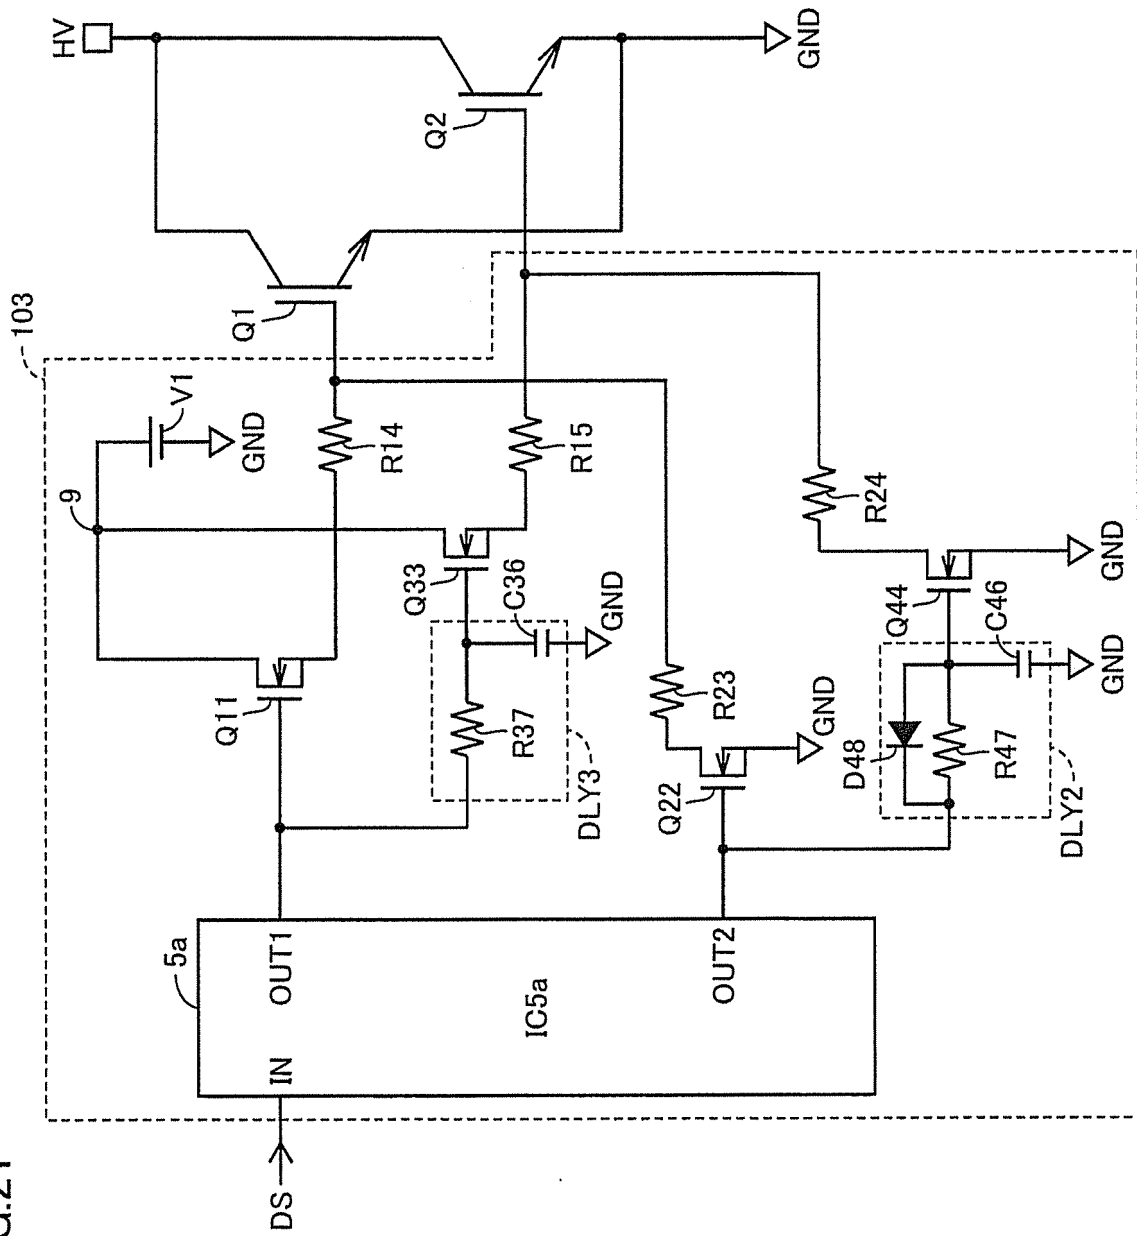 HV
GND
Q2
Q1
103
V1
GND
9
R14
R15
Q33
C36
GND
Q11
R37
DLY3
R23
R24
Q22
GND
Q44
C46
GND
GND
D48
R47
DLY2
5a
OUT1
OUT2
IC5a
IN
DS